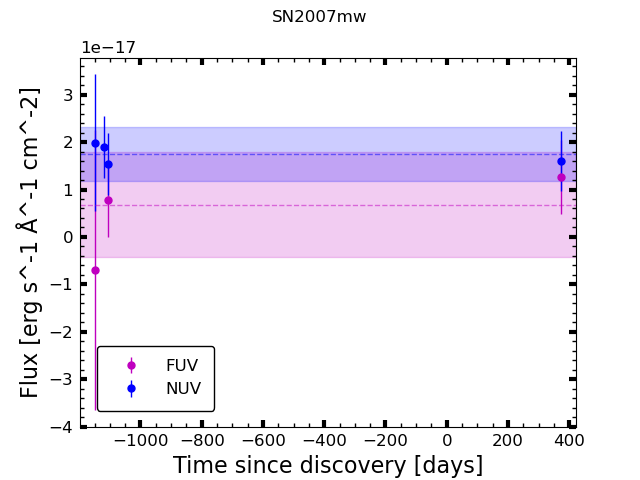 SN2007mw
1e−17
3
2
1
0
−1
−2
−3
−4
Flux [erg s^-1 Å^-1 cm^-2]
FUV
NUV
−1000 −800 −600 −400 −200 0 200 400
Time since discovery [days]